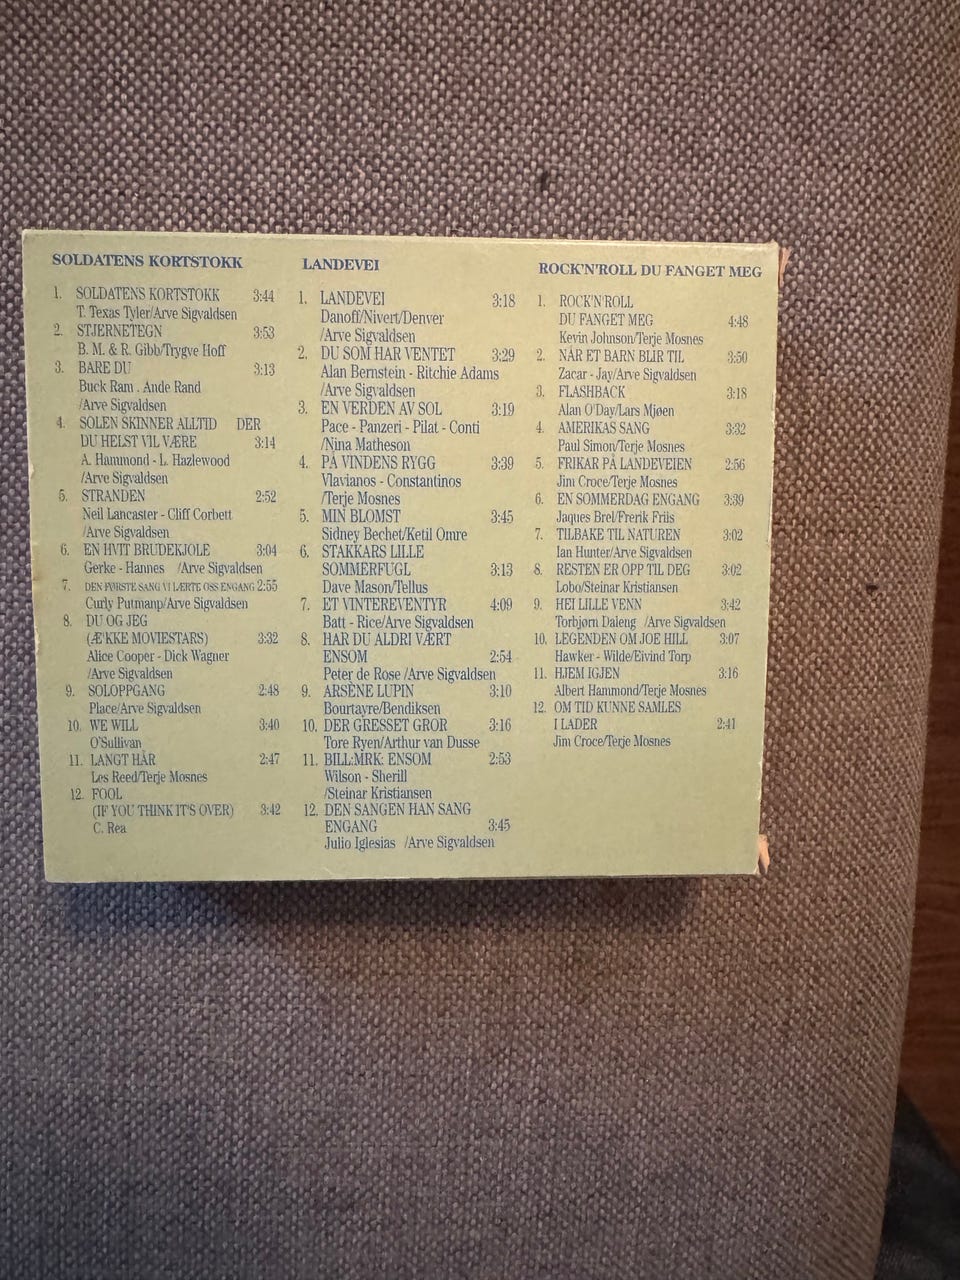 SOLDATENS KORTSTOKK
1. SOLDATENS KORTSTOKK 3:44
T. Texas Tyler/Arve Sigvaldsen
2. STJERNETEGN 3:53
B. M. & R. Gibb/Trygve Hoff
3. BARE DU 3:13
Buck Ram . Ande Rand
/Arve Sigvaldsen
4. SOLEN SKINNER ALLTID DER
DU HELST VIL VÆRE 3:14
A. Hammond - L. Hazlewood
/Arve Sigvaldsen
5. STRANDEN 2:52
Neil Lancaster - Cliff Corbett
/Arve Sigvaldsen
6. EN HVIT BRUDEKJOLE 3:04
Gerke - Hannes /Arve Sigvaldsen
7. DEN FØRSTE SANG VI LÆRTE OSS ENGANG 2:55
Curly Putmanp/Arve Sigvaldsen
8. DU OG JEG
(Æ'KKE MOVIESTARS) 3:32
Alice Cooper - Dick Wagner
/Arve Sigvaldsen
9. SOLOPPGANG 2:48
Place/Arve Sigvaldsen
10. WE WILL 3:40
O'Sullivan
11. LANGT HÅR 2:47
Les Reed/Terje Mosnes
12. FOOL
(IF YOU THINK IT'S OVER) 3:42
C. Rea
LANDEVEI
1. LANDEVEI 3:18
Danoff/Nivert/Denver
/Arve Sigvaldsen
2. DU SOM HAR VENTET 3:29
Alan Bernstein - Ritchie Adams
/Arve Sigvaldsen
3. EN VERDEN AV SOL 3:19
Pace - Panzeri - Pilat - Conti
/Nina Matheson
4. PÅ VINDENS RYGG 3:39
Vlavianos - Constantinos
/Terje Mosnes
5. MIN BLOMST 3:45
Sidney Bechet/Ketil Omre
6. STAKKARS LILLE
SOMMERFUGL 3:13
Dave Mason/Tellus
7. ET VINTEREVENTYR 4:09
Batt - Rice/Arve Sigvaldsen
8. HAR DU ALDRI VÆRT
ENSOM 2:54
Peter de Rose /Arve Sigvaldsen
9. ARSÈNE LUPIN 3:10
Bourtayre/Bendiksen
10. DER GRESSET GROR 3:16
Tore Ryen/Arthur van Dusse
11. BILL:MRK: ENSOM 2:53
Wilson - Sherill
/Steinar Kristiansen
12. DEN SANGEN HAN SANG
ENGANG 3:45
Julio Iglesias /Arve Sigvaldsen
ROCK'N'ROLL DU FANGET MEG
1. ROCK'N'ROLL
DU FANGET MEG 4:48
Kevin Johnson/Terje Mosnes
2. NÅR ET BARN BLIR TIL 3:50
Zacar - Jay/Arve Sigvaldsen
3. FLASHBACK 3:18
Alan O'Day/Lars Mjøen
4. AMERIKAS SANG 3:32
Paul Simon/Terje Mosnes
5. FRIKAR PÅ LANDEVEIEN 2:56
Jim Croce/Terje Mosnes
6. EN SOMMERDAG ENGANG 3:39
Jaques Brel/Frerik Friis
7. TILBAKE TIL NATUREN 3:02
Ian Hunter/Arve Sigvaldsen
8. RESTEN ER OPP TIL DEG 3:02
Lobo/Steinar Kristiansen
9. HEI LILLE VENN 3:42
Torbjørn Daleng /Arve Sigvaldsen
10. LEGENDEN OM JOE HILL 3:07
Hawker - Wilde/Eivind Torp
11. HJEM IGJEN 3:16
Albert Hammond/Terje Mosnes
12. OM TID KUNNE SAMLES
I LADER 2:41
Jim Croce/Terje Mosnes